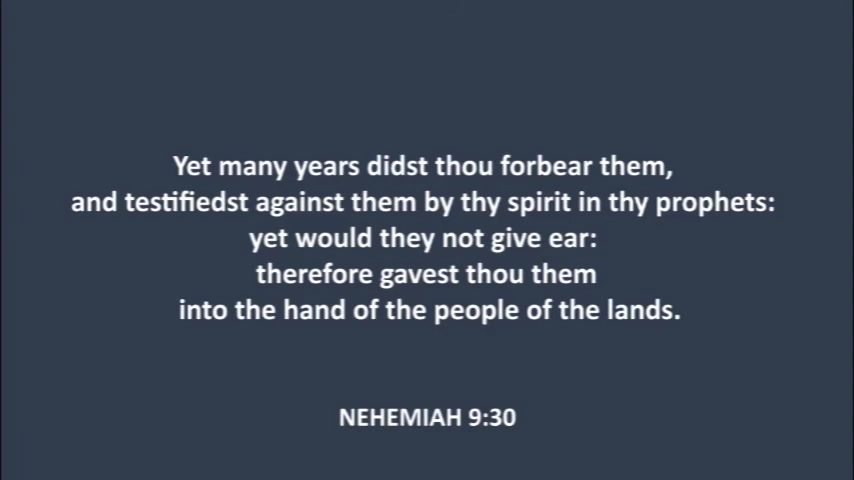 Yet many years didst thou forbear them,
and testifiedst against them by thy spirit in thy prophets:
yet would they not give ear:
therefore gavest thou them
into the hand of the people of the lands.
NEHEMIAH 9:30